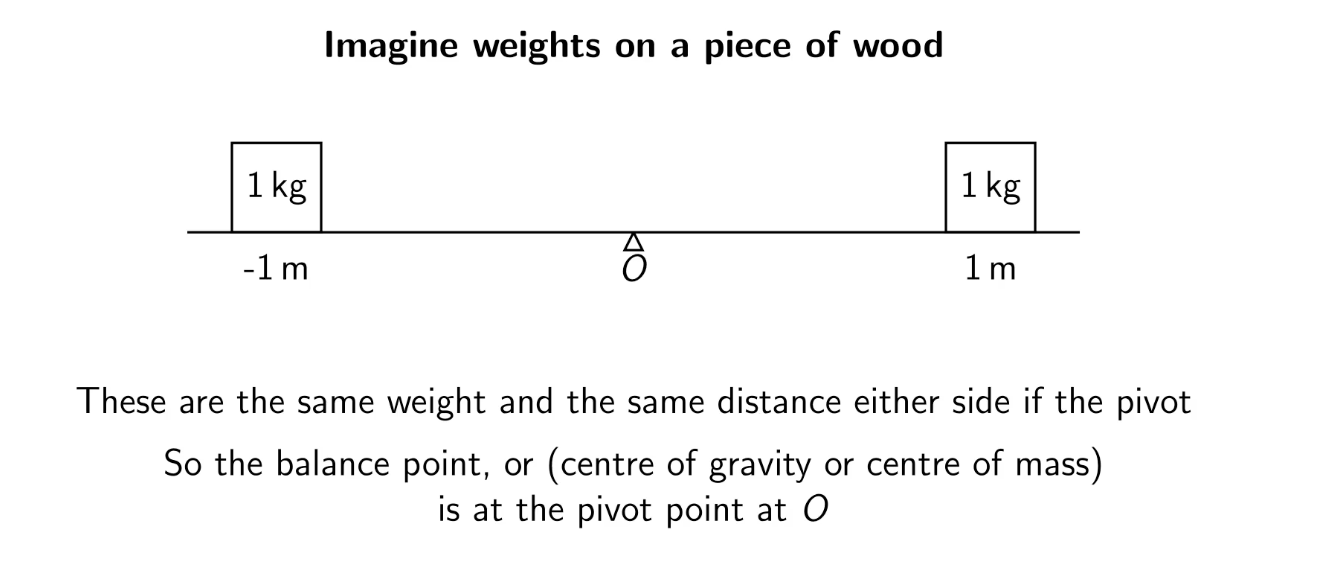 Imagine weights on a piece of wood
1 kg
1 kg
-1 m
O
1 m
These are the same weight and the same distance either side if the pivot
So the balance point, or (centre of gravity or centre of mass)
is at the pivot point at O